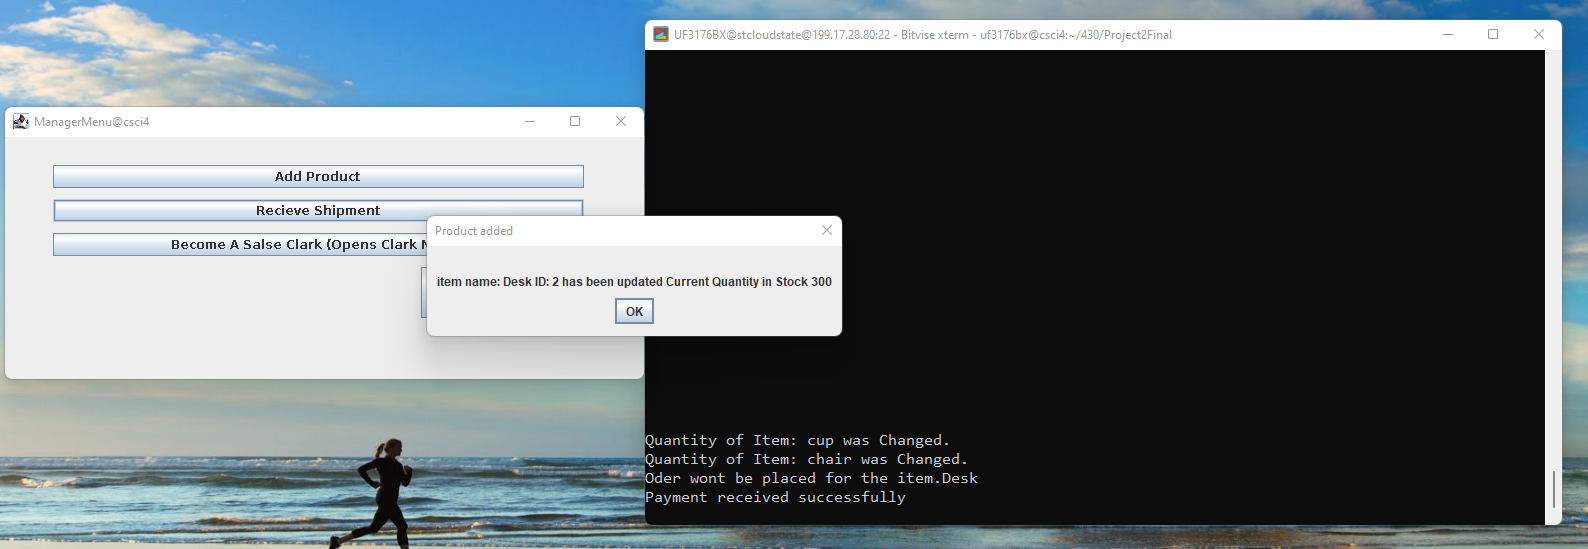 UF3176BX@stcloudstate@199.17.28.80:22 - Bitvise xterm - uf3176bx@csci4:~/430/Project2Final
ManagerMenu@csci4
Add Product
Recieve Shipment
Become A Salse Clark (Opens Clark
Product added
item name: Desk ID: 2 has been updated Current Quantity in Stock 300
OK
Quantity of Item: cup was Changed.
Quantity of Item: chair was Changed.
Oder wont be placed for the item.Desk
Payment received successfully